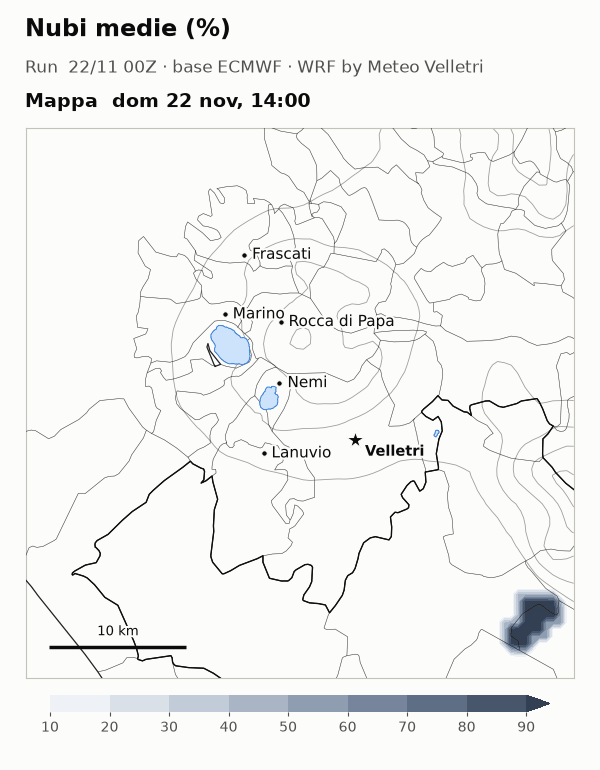 Nubi medie (%)
Run  22/11 00Z · base ECMWF · WRF by Meteo Velletri
Mappa  dom 22 nov, 14:00
Frascati
Marino
Rocca di Papa
Nemi
Velletri
Lanuvio
10 km
10 20 30 40 50 60 70 80 90